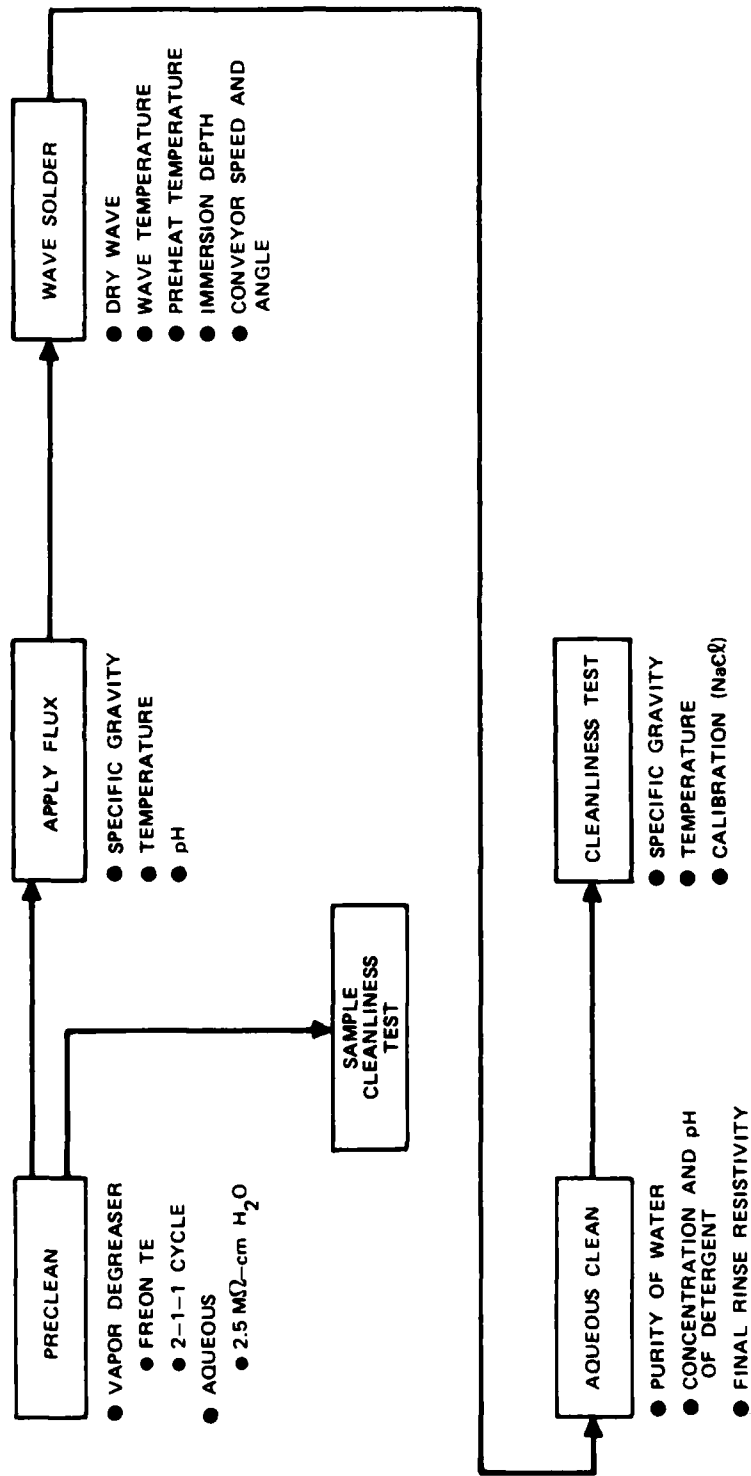 PRECLEAN
● VAPOR DEGREASER
● FREON TE
● 2-1-1 CYCLE
● AQUEOUS
● 2.5 MΩ-cm H₂O
SAMPLE
CLEANLINESS
TEST
APPLY FLUX
● SPECIFIC GRAVITY
● TEMPERATURE
● pH
WAVE SOLDER
● DRY WAVE
● WAVE TEMPERATURE
● PREHEAT TEMPERATURE
● IMMERSION DEPTH
● CONVEYOR SPEED AND
ANGLE
AQUEOUS CLEAN
● PURITY OF WATER
● CONCENTRATION AND pH
OF DETERGENT
● FINAL RINSE RESISTIVITY
CLEANLINESS TEST
● SPECIFIC GRAVITY
● TEMPERATURE
● CALIBRATION (NaCℓ)